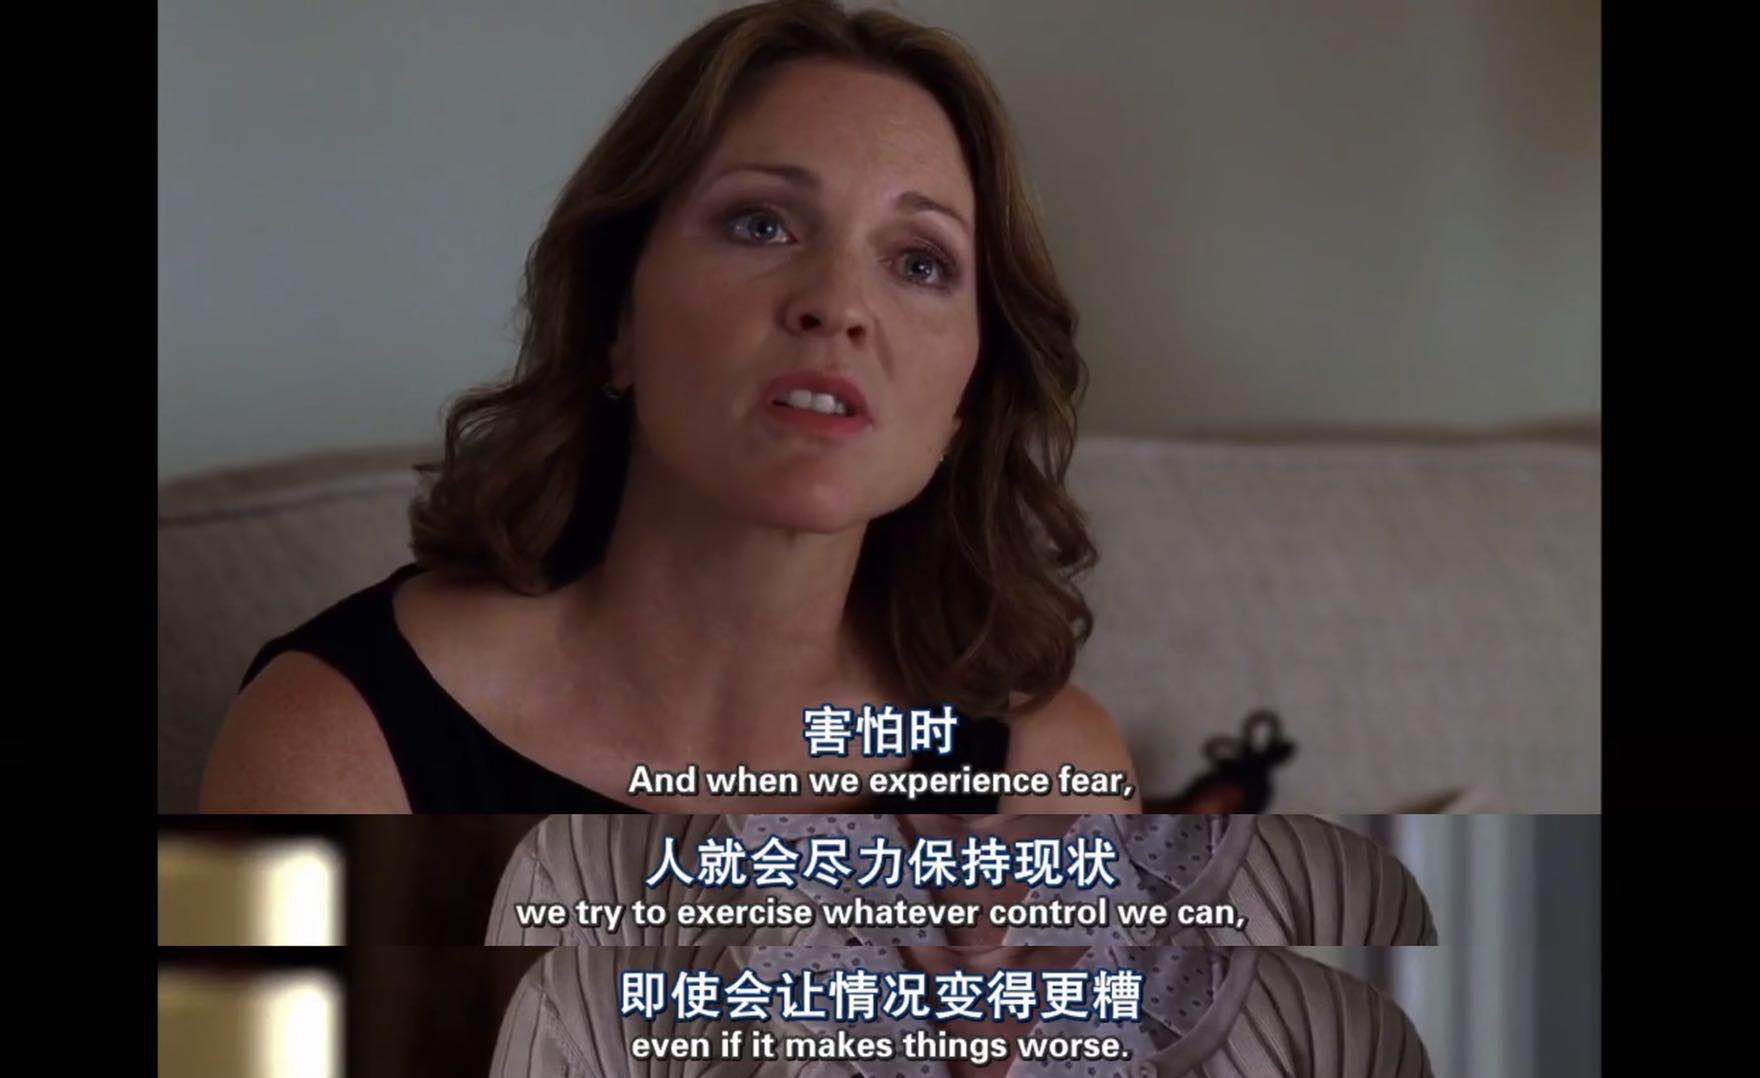 害怕时
And when we experience fear,
人就会尽力保持现状
we try to exercise whatever control we can,
即使会让情况变得更糟
even if it makes things worse.